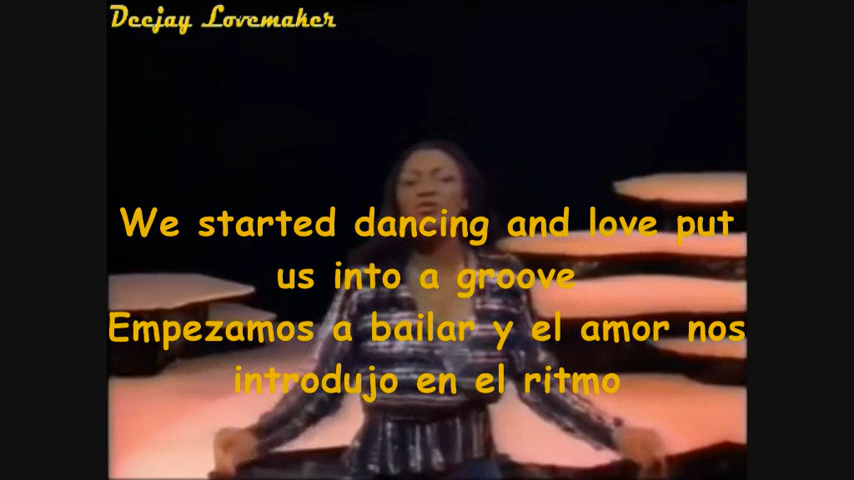 Deejay Lovemaker
We started dancing and love put
us into a groove
Empezamos a bailar y el amor nos
introdujo en el ritmo